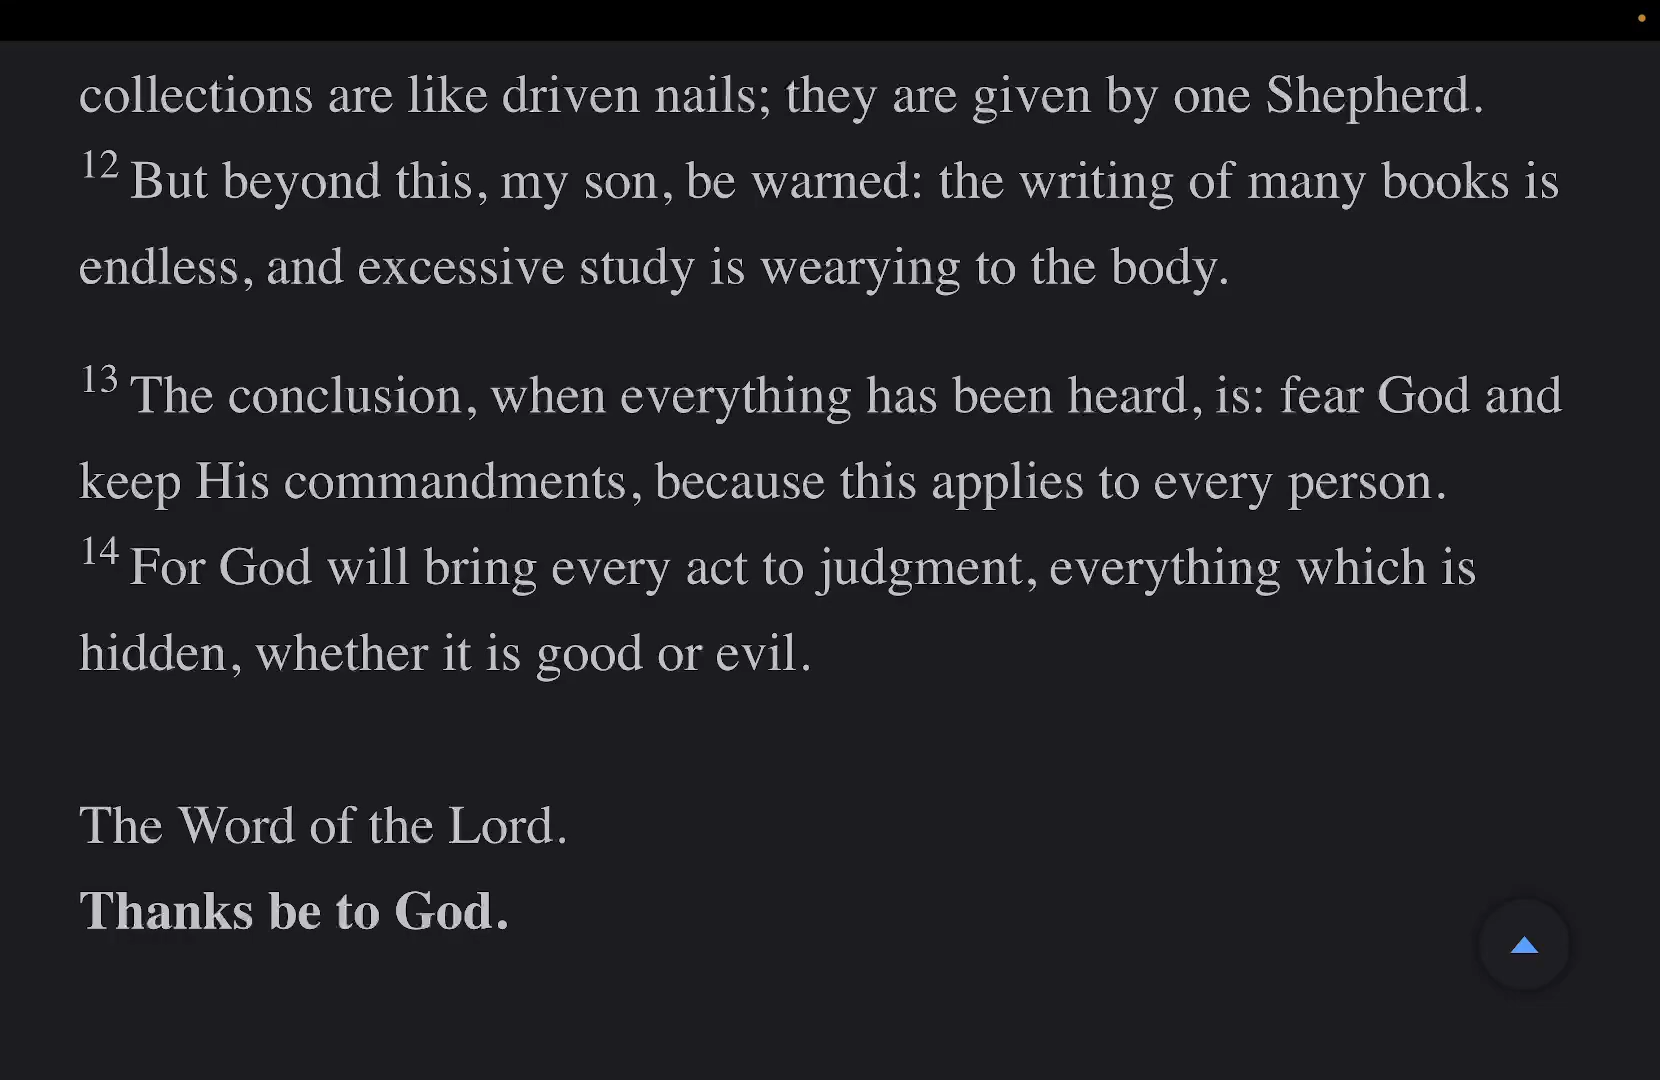 collections are like driven nails; they are given by one Shepherd.
12 But beyond this, my son, be warned: the writing of many books is
endless, and excessive study is wearying to the body.
13 The conclusion, when everything has been heard, is: fear God and
keep His commandments, because this applies to every person.
14 For God will bring every act to judgment, everything which is
hidden, whether it is good or evil.
The Word of the Lord.
Thanks be to God.